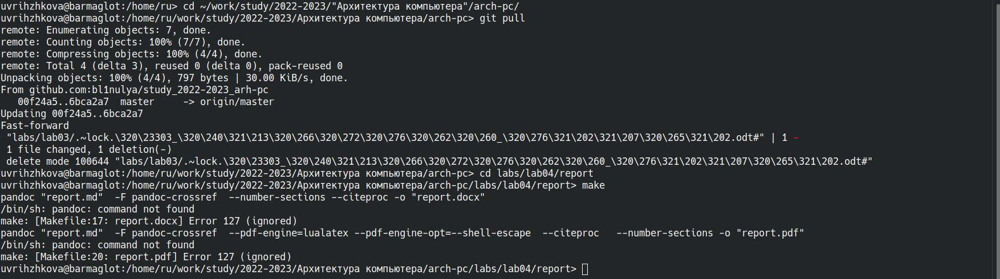 uvrihzhkova@barmaglot:/home/ru> cd ~/work/study/2022-2023/"Архитектура компьютера"/arch-pc/
uvrihzhkova@barmaglot:/home/ru/work/study/2022-2023/Архитектура компьютера/arch-pc> git pull
remote: Enumerating objects: 7, done.
remote: Counting objects: 100% (7/7), done.
remote: Compressing objects: 100% (4/4), done.
remote: Total 4 (delta 3), reused 0 (delta 0), pack-reused 0
Unpacking objects: 100% (4/4), 797 bytes | 30.00 KiB/s, done.
From github.com:bl1nulya/study_2022-2023_arh-pc
   00f24a5..6bca2a7  master     -> origin/master
Updating 00f24a5..6bca2a7
Fast-forward
 "labs/lab03/.~lock.\320\23303_\320\240\321\213\320\266\320\272\320\276\320\262\320\260_\320\276\321\202\321\207\320\265\321\202.odt#" | 1 -
 1 file changed, 1 deletion(-)
 delete mode 100644 "labs/lab03/.~lock.\320\23303_\320\240\321\213\320\266\320\272\320\276\320\262\320\260_\320\276\321\202\321\207\320\265\321\202.odt#"
uvrihzhkova@barmaglot:/home/ru/work/study/2022-2023/Архитектура компьютера/arch-pc> cd labs/lab04/report
uvrihzhkova@barmaglot:/home/ru/work/study/2022-2023/Архитектура компьютера/arch-pc/labs/lab04/report> make
pandoc "report.md"  -F pandoc-crossref  --number-sections --citeproc -o "report.docx"
/bin/sh: pandoc: command not found
make: [Makefile:17: report.docx] Error 127 (ignored)
pandoc "report.md"  -F pandoc-crossref  --pdf-engine=lualatex --pdf-engine-opt=--shell-escape  --citeproc   --number-sections -o "report.pdf"
/bin/sh: pandoc: command not found
make: [Makefile:20: report.pdf] Error 127 (ignored)
uvrihzhkova@barmaglot:/home/ru/work/study/2022-2023/Архитектура компьютера/arch-pc/labs/lab04/report>